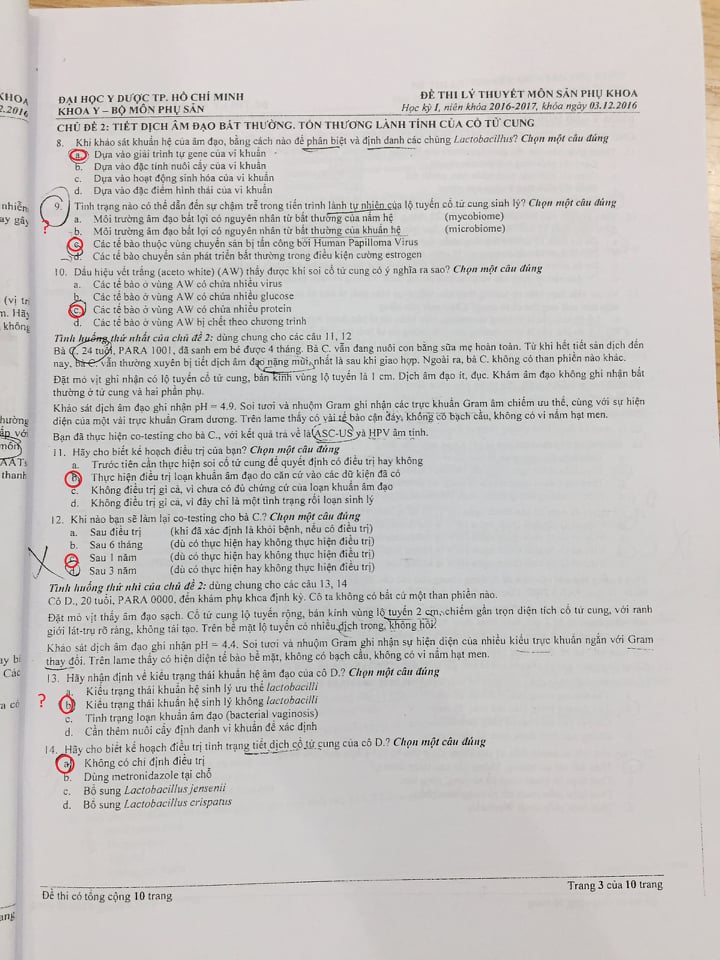 KHOA
2.2016
nhiễn
ay gây
(vị trí
m. Hãy
không
hường
ấp với
môn
AATs
thanh
ay bi
Các
a có
ang
ĐẠI HỌC Y DƯỢC TP. HỒ CHÍ MINH
KHOA Y – BỘ MÔN PHỤ SẢN
ĐỀ THI LÝ THUYẾT MÔN SẢN PHỤ KHOA
Học kỳ I, niên khóa 2016-2017, khóa ngày 03.12.2016
CHỦ ĐỀ 2: TIẾT DỊCH ÂM ĐẠO BẤT THƯỜNG. TỔN THƯƠNG LÀNH TÍNH CỦA CỔ TỬ CUNG
8. Khi khảo sát khuẩn hệ của âm đạo, bằng cách nào để phân biệt và định danh các chủng Lactobacillus? Chọn một câu đúng
a. Dựa vào giải trình tự gene của vi khuẩn
b. Dựa vào đặc tính nuôi cấy của vi khuẩn
c. Dựa vào hoạt động sinh hóa của vi khuẩn
d. Dựa vào đặc điểm hình thái của vi khuẩn
9. Tình trạng nào có thể dẫn đến sự chậm trễ trong tiến trình lành tự nhiên của lộ tuyến cổ tử cung sinh lý? Chọn một câu đúng
a. Môi trường âm đạo bất lợi có nguyên nhân từ bất thường của nấm hệ (mycobiome)
? b. Môi trường âm đạo bất lợi có nguyên nhân từ bất thường của khuẩn hệ (microbiome)
c. Các tế bào thuộc vùng chuyển sản bị tấn công bởi Human Papilloma Virus
d. Các tế bào chuyển sản phát triển bất thường trong điều kiện cường estrogen
10. Dấu hiệu vết trắng (aceto white) (AW) thấy được khi soi cổ tử cung có ý nghĩa ra sao? Chọn một câu đúng
a. Các tế bào ở vùng AW có chứa nhiều virus
b. Các tế bào ở vùng AW có chứa nhiều glucose
c. Các tế bào ở vùng AW có chứa nhiều protein
d. Các tế bào ở vùng AW bị chết theo chương trình
Tình huống thứ nhất của chủ đề 2: dùng chung cho các câu 11, 12
Bà C. 24 tuổi, PARA 1001, đã sanh em bé được 4 tháng. Bà C. vẫn đang nuôi con bằng sữa mẹ hoàn toàn. Từ khi hết tiết sản dịch đến
nay, bà C. vẫn thường xuyên bị tiết dịch âm đạo nặng mùi, nhất là sau khi giao hợp. Ngoài ra, bà C. không có than phiền nào khác.
Đặt mỏ vịt ghi nhận có lộ tuyến cổ tử cung, bán kính vùng lộ tuyến là 1 cm. Dịch âm đạo ít, đục. Khám âm đạo không ghi nhận bất
thường ở tử cung và hai phần phụ.
Khảo sát dịch âm đạo ghi nhận pH = 4.9. Soi tươi và nhuộm Gram ghi nhận các trực khuẩn Gram âm chiếm ưu thế, cùng với sự hiện
diện của một vài trực khuẩn Gram dương. Trên lame thấy có vài tế bào cận đáy, không có bạch cầu, không có vi nấm hạt men.
Bạn đã thực hiện co-testing cho bà C., với kết quả trả về là ASC-US và HPV âm tính.
11. Hãy cho biết kế hoạch điều trị của bạn? Chọn một câu đúng
a. Trước tiên cần thực hiện soi cổ tử cung để quyết định có điều trị hay không
b. Thực hiện điều trị loạn khuẩn âm đạo do căn cứ vào các dữ kiện đã có
c. Không điều trị gì cả, vì chưa có đủ chứng cứ của loạn khuẩn âm đạo
d. Không điều trị gì cả, vì đây chỉ là một tình trạng rối loạn sinh lý
12. Khi nào bạn sẽ làm lại co-testing cho bà C.? Chọn một câu đúng
a. Sau điều trị (khi đã xác định là khỏi bệnh, nếu có điều trị)
b. Sau 6 tháng (dù có thực hiện hay không thực hiện điều trị)
c. Sau 1 năm (dù có thực hiện hay không thực hiện điều trị)
d. Sau 3 năm (dù có thực hiện hay không thực hiện điều trị)
Tình huống thứ nhì của chủ đề 2: dùng chung cho các câu 13, 14
Cô D., 20 tuổi, PARA 0000, đến khám phụ khoa định kỳ. Cô ta không có bất cứ một than phiền nào.
Đặt mỏ vịt thấy âm đạo sạch. Cổ tử cung lộ tuyến rộng, bán kính vùng lộ tuyến 2 cm, chiếm gần trọn diện tích cổ tử cung, với ranh
giới lát-trụ rõ ràng, không tái tạo. Trên bề mặt lộ tuyến có nhiều dịch trong, không hôi.
Khảo sát dịch âm đạo ghi nhận pH = 4.4. Soi tươi và nhuộm Gram ghi nhận sự hiện diện của nhiều kiểu trực khuẩn ngắn với Gram
thay đổi. Trên lame thấy có hiện diện tế bào bề mặt, không có bạch cầu, không có vi nấm hạt men.
13. Hãy nhận định về kiểu trạng thái khuẩn hệ âm đạo của cô D.? Chọn một câu đúng
a. Kiểu trạng thái khuẩn hệ sinh lý ưu thế lactobacilli
? b. Kiểu trạng thái khuẩn hệ sinh lý không lactobacilli
c. Tình trạng loạn khuẩn âm đạo (bacterial vaginosis)
d. Cần thêm nuôi cấy định danh vi khuẩn để xác định
14. Hãy cho biết kế hoạch điều trị tình trạng tiết dịch cổ tử cung của cô D.? Chọn một câu đúng
a. Không có chỉ định điều trị
b. Dùng metronidazole tại chỗ
c. Bổ sung Lactobacillus jensenii
d. Bổ sung Lactobacillus crispatus
Đề thi có tổng cộng 10 trang
Trang 3 của 10 trang